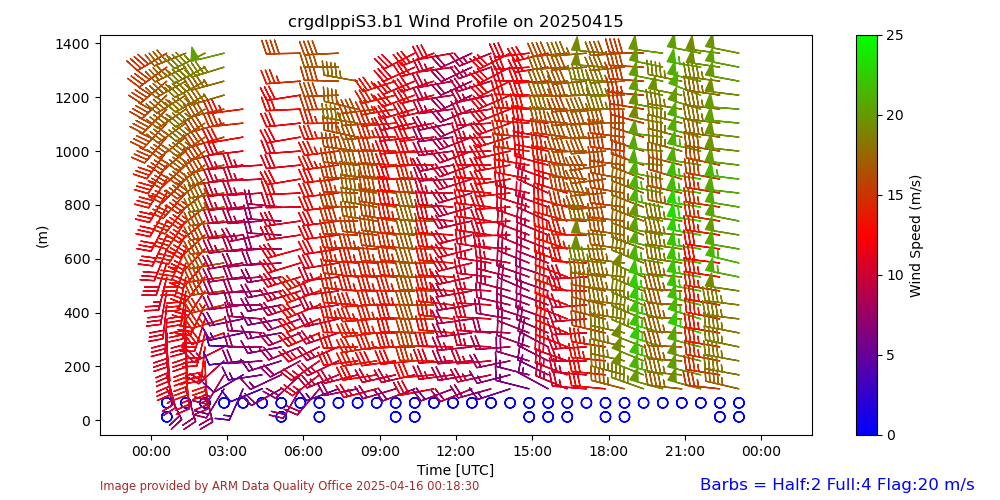 crgdlppiS3.b1 Wind Profile on 20250415
1400
1200
1000
800
600
400
200
0
(m)
00:00 03:00 06:00 09:00 12:00 15:00 18:00 21:00 00:00
Time [UTC]
25
20
15
10
5
0
Wind Speed (m/s)
Image provided by ARM Data Quality Office 2025-04-16 00:18:30
Barbs = Half:2 Full:4 Flag:20 m/s